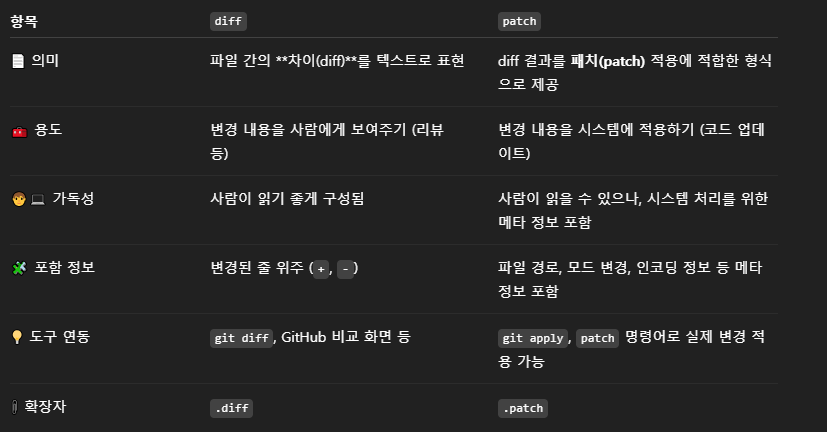 항목 diff patch
📄 의미 파일 간의 **차이(diff)**를 텍스트로 표현 diff 결과를 패치(patch) 적용에 적합한 형식
으로 제공
🧰 용도 변경 내용을 사람에게 보여주기 (리뷰 변경 내용을 시스템에 적용하기 (코드 업데
등) 이트)
🧑‍💻 가독성 사람이 읽기 좋게 구성됨 사람이 읽을 수 있으나, 시스템 처리를 위한
메타 정보 포함
🧩 포함 정보 변경된 줄 위주 (+, -) 파일 경로, 모드 변경, 인코딩 정보 등 메타
정보 포함
💡 도구 연동 git diff, GitHub 비교 화면 등 git apply, patch 명령어로 실제 변경 적
용 가능
📎 확장자 .diff .patch